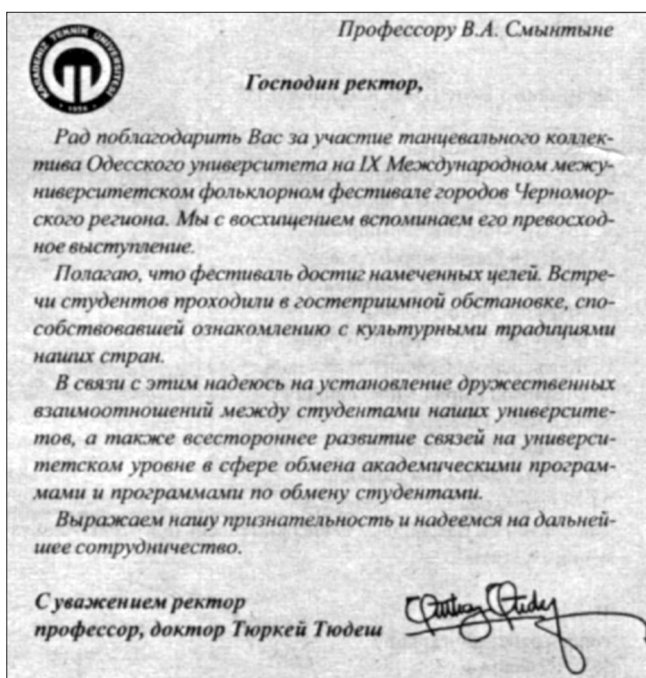 KARADENIZ TEKNIK ÜNIVERSITESI
Профессору В.А. Смынтыне
Господин ректор,
Рад поблагодарить Вас за участие танцевального коллек-
тива Одесского университета на IX Международном межу-
ниверситетском фольклорном фестивале городов Черномор-
ского региона. Мы с восхищением вспоминаем его превосход-
ное выступление.
Полагаю, что фестиваль достиг намеченных целей. Встре-
чи студентов проходили в гостеприимной обстановке, спо-
собствовавшей ознакомлению с культурными традициями
наших стран.
В связи с этим надеюсь на установление дружественных
взаимоотношений между студентами наших университе-
тов, а также всестороннее развитие связей на универси-
тетском уровне в сфере обмена академическими програм-
мами и программами по обмену студентами.
Выражаем нашу признательность и надеемся на дальней-
шее сотрудничество.
С уважением ректор
профессор, доктор Тюркей Тюдеш